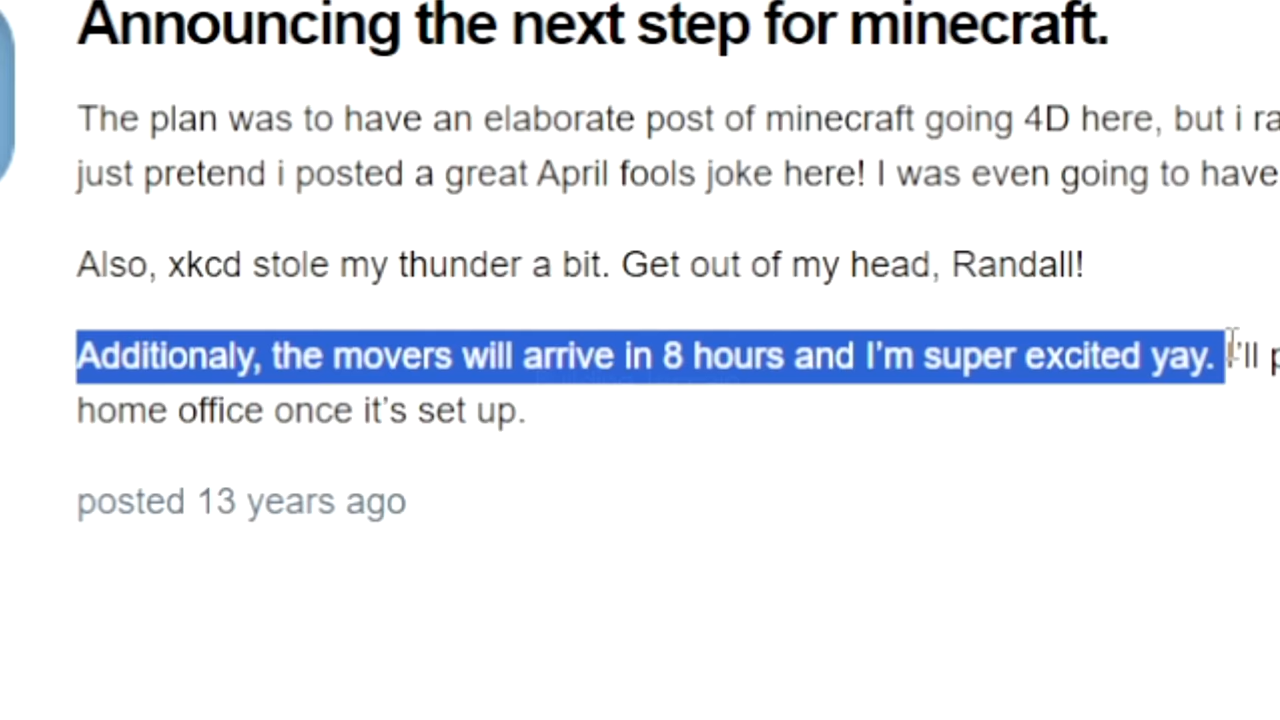 Announcing the next step for minecraft.
The plan was to have an elaborate post of minecraft going 4D here, but i
just pretend i posted a great April fools joke here! I was even going to have
Also, xkcd stole my thunder a bit. Get out of my head, Randall!
Additionaly, the movers will arrive in 8 hours and I'm super excited yay. I'll
home office once it's set up.
posted 13 years ago